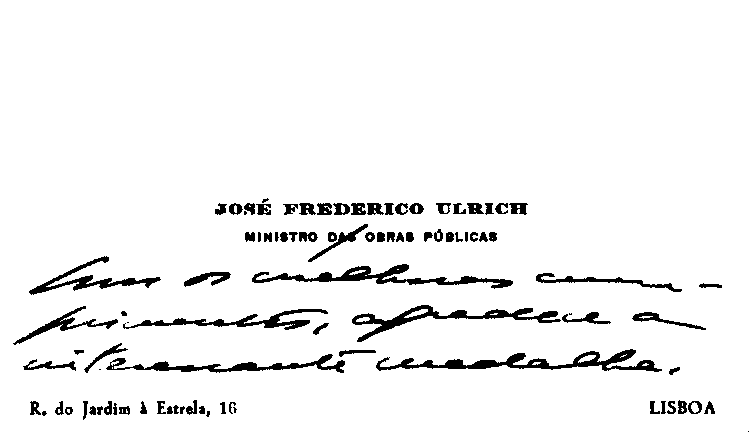 JOSÉ FREDERICO ULRICH
MINISTRO DAS OBRAS PÚBLICAS
Com os melhores cum-
primentos, agradece a
interessante medalha.
R. do Jardim à Estrela, 16
LISBOA